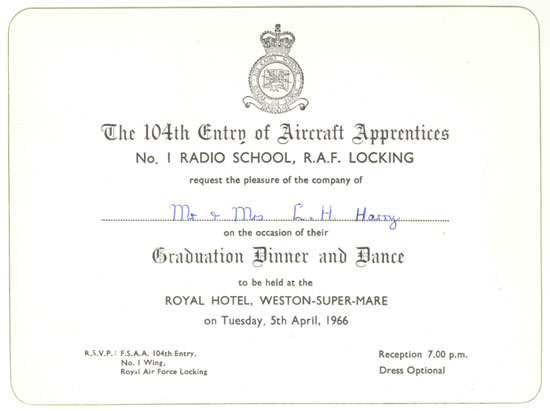 The 104th Entry of Aircraft Apprentices
No. 1 RADIO SCHOOL, R.A.F. LOCKING
request the pleasure of the company of
Mr & Mrs L. H. Harry
on the occasion of their
Graduation Dinner and Dance
to be held at the
ROYAL HOTEL, WESTON-SUPER-MARE
on Tuesday, 5th April, 1966
R.S.V.P.: F.S.A.A. 104th Entry,
No. 1 Wing,
Royal Air Force Locking
Reception 7.00 p.m.
Dress Optional